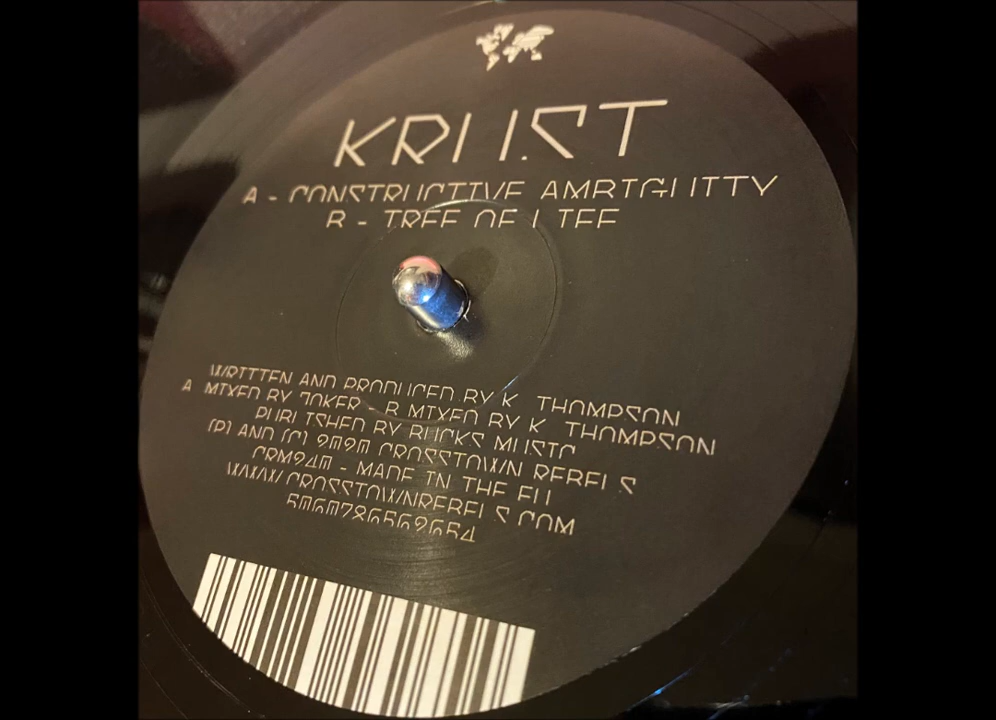 KRUST
A - CONSTRUCTIVE AMBIGUITY
B - TREE OF LIFE
WRITTEN AND PRODUCED BY K. THOMPSON
A MIXED BY JOKER. B MIXED BY K. THOMPSON
PUBLISHED BY BUCKS MUSIC
(P) AND (C) 2020 CROSSTOWN REBELS
CRM240 - MADE IN THE EU
WWW.CROSSTOWNREBELS.COM
5060786562654